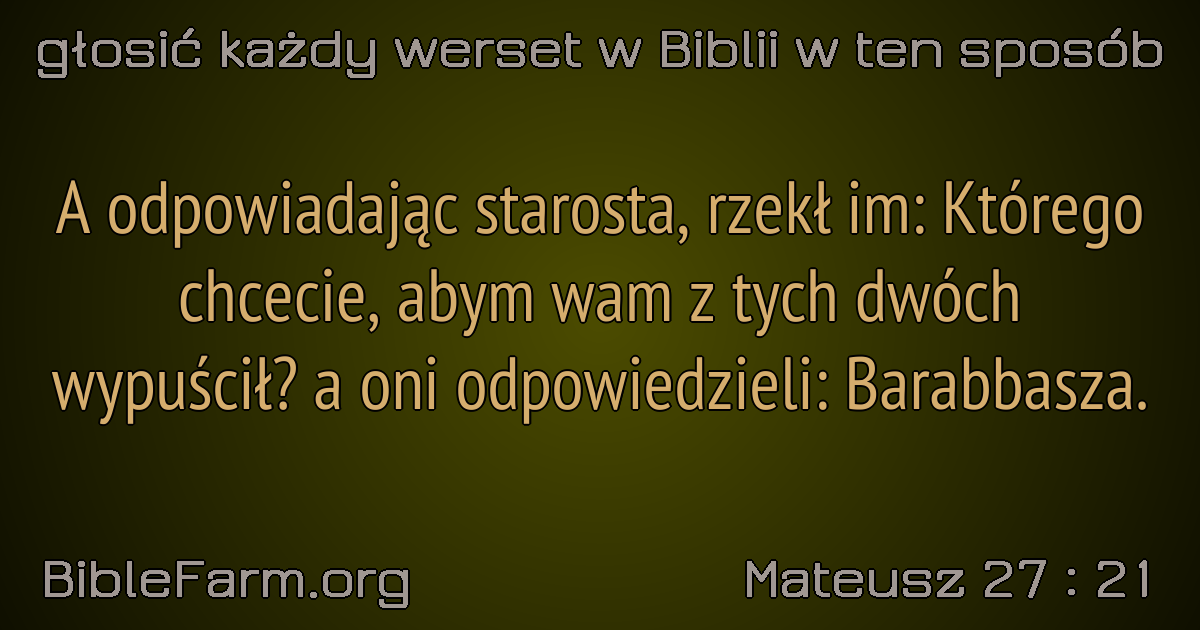 głosić każdy werset w Biblii w ten sposób
A odpowiadając starosta, rzekł im: Którego
chcecie, abym wam z tych dwóch
wypuścił? a oni odpowiedzieli: Barabbasza.
BibleFarm.org
Mateusz 27 : 21